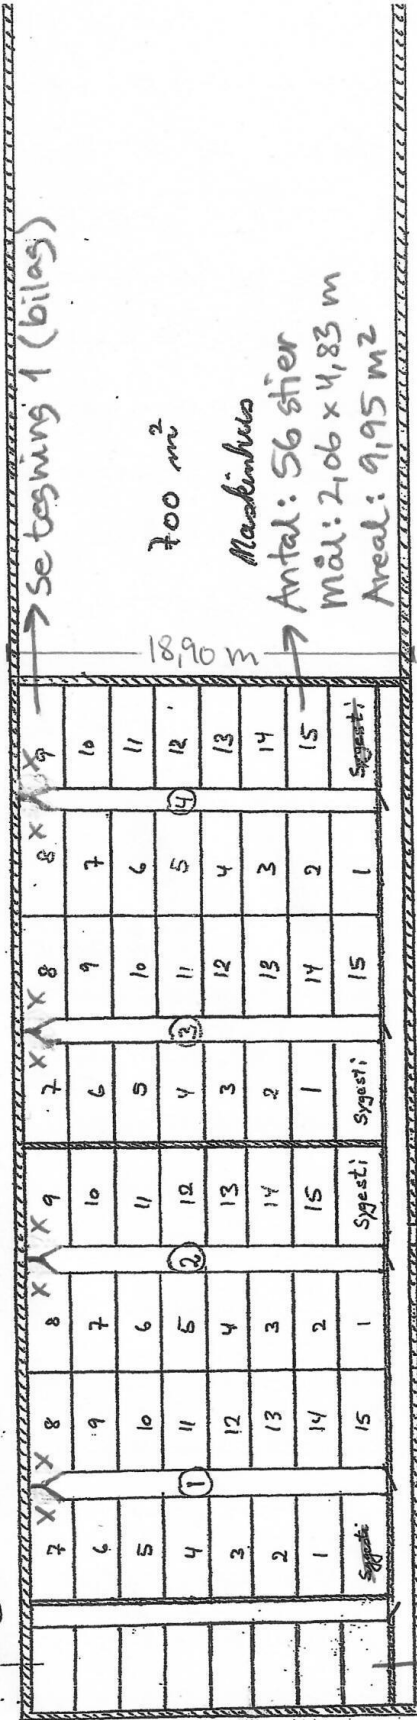 → Se tegning 1 (bilag)
X X X X X X X X
7 8 8 9 7 8 8 9
6 9 7 10 6 9 7 10
5 10 6 11 5 10 6 11
4 ① 11 5 ② 12 4 ③ 11 5 ④ 12
3 12 4 13 3 12 4 13
2 13 3 14 2 13 3 14
1 14 2 15 1 14 2 15
Sygesti 15 1 Sygesti Sygesti 15 1 Sygesti
18,90 m
700 m²
Maskinhus
→ Antal: 56 stier
Mål: 2,06 x 4,83 m
Areal: 9,95 m²